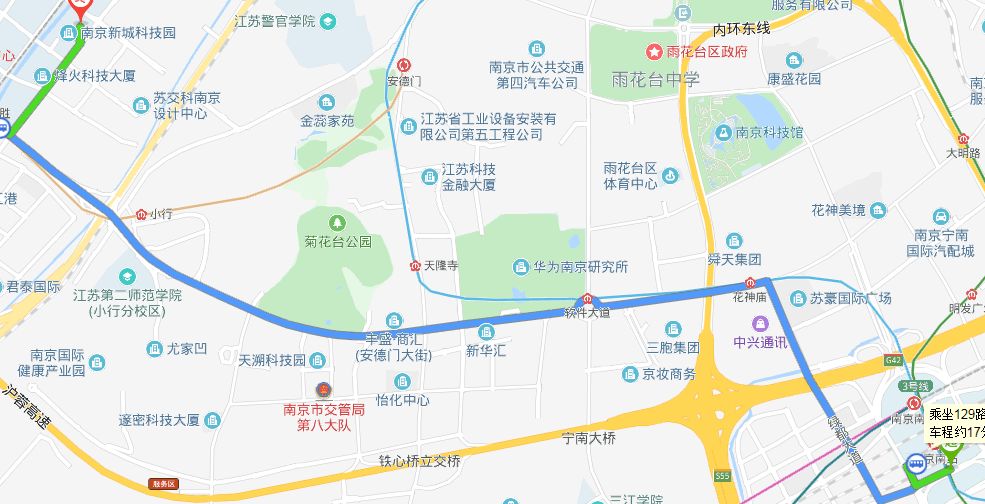 服务有限公司
江苏警官学院
内环东线
南京新城科技园
雨花台区政府
南京市公共交通
第四汽车公司
烽火科技大厦
安德门
雨花台中学
康盛花园
苏交科南京
设计中心
金蕊家苑
江苏省工业设备安装有
限公司第五工程公司
南京科技馆
大明路
江苏科技
金融大厦
雨花台区
体育中心
小行
花神美境
菊花台公园
南京宁南
国际汽配城
天隆寺
华为南京研究所
舜天集团
君泰国际
江苏第二师范学院
(小行分校区)
花神庙
苏豪国际广场
软件大道
丰盛商汇
(安德门大街)
新华汇
中兴通讯
三胞集团
尤家凹
南京国际
健康产业园
天溯科技园
G42
京妆商务
怡化中心
3号线
沪蓉高速
南京市交管局
第八大队
遂密科技大厦
乘坐129路
车程约17分
绿都大道
宁南大桥
铁心桥立交桥
S55
服务区
三江学院